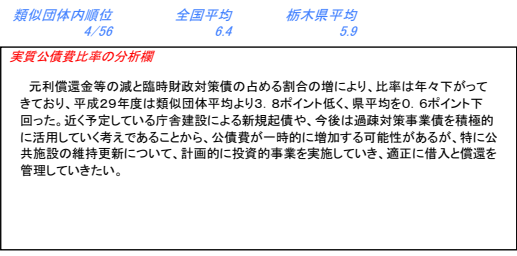 類似団体内順位 全国平均 栃木県平均
4/56 6.4 5.9
実質公債費比率の分析欄
元利償還金等の減と臨時財政対策債の占める割合の増により、比率は年々下がって
きており、平成29年度は類似団体平均より3．8ポイント低く、県平均を0．6ポイント下
回った。近く予定している庁舎建設による新規起債や、今後は過疎対策事業債を積極的
に活用していく考えであることから、公債費が一時的に増加する可能性があるが、特に公
共施設の維持更新について、計画的に投資的事業を実施していき、適正に借入と償還を
管理していきたい。